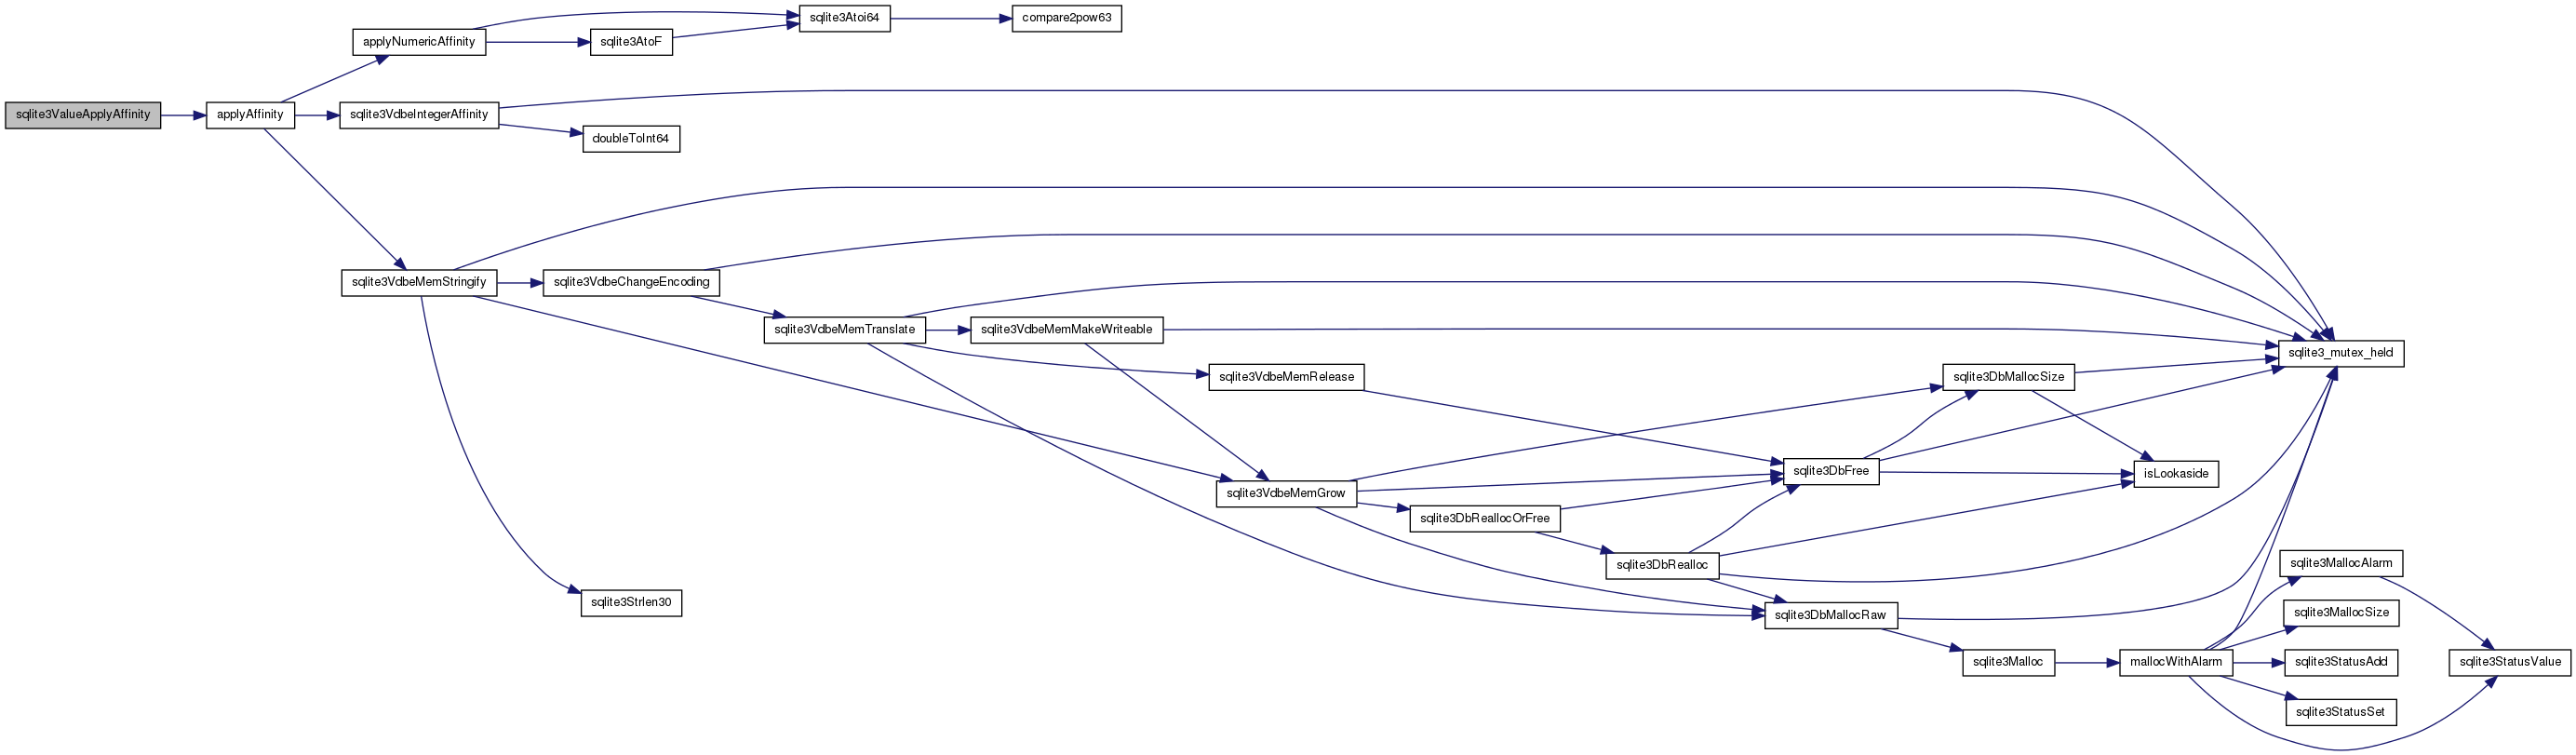 sqlite3ValueApplyAffinity
applyAffinity
applyNumericAffinity
sqlite3AtoF
sqlite3Atoi64
compare2pow63
sqlite3VdbeIntegerAffinity
doubleToInt64
sqlite3VdbeMemStringify
sqlite3VdbeChangeEncoding
sqlite3VdbeMemTranslate
sqlite3VdbeMemMakeWriteable
sqlite3VdbeMemRelease
sqlite3VdbeMemGrow
sqlite3DbReallocOrFree
sqlite3DbRealloc
sqlite3DbFree
sqlite3DbMallocSize
sqlite3_mutex_held
isLookaside
sqlite3Strlen30
sqlite3DbMallocRaw
sqlite3Malloc
mallocWithAlarm
sqlite3MallocAlarm
sqlite3MallocSize
sqlite3StatusAdd
sqlite3StatusSet
sqlite3StatusValue